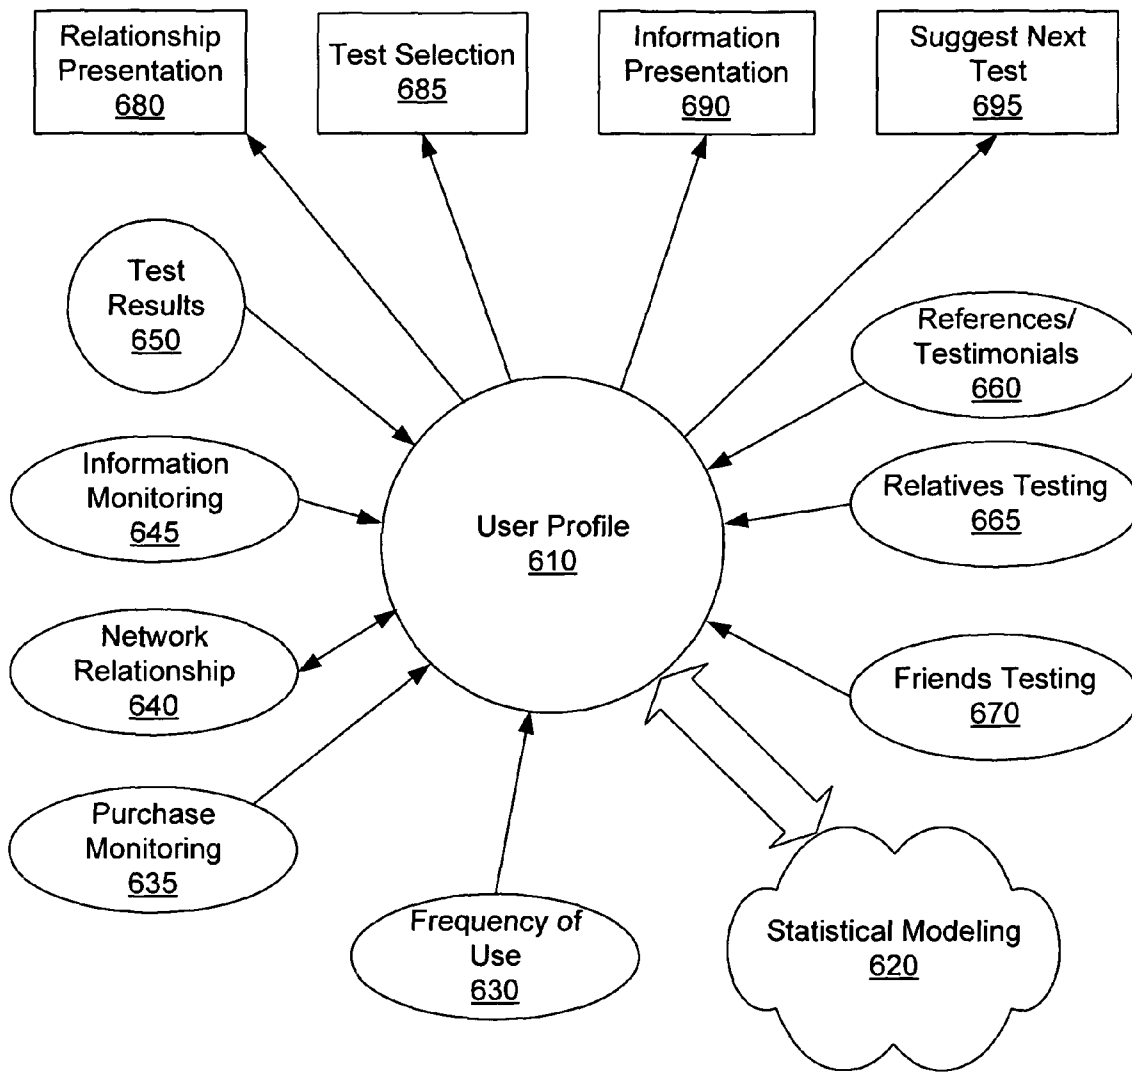 Relationship
Presentation
680
Test Selection
685
Information
Presentation
690
Suggest Next
Test
695
Test
Results
650
References/
Testimonials
660
Information
Monitoring
645
Relatives Testing
665
User Profile
610
Network
Relationship
640
Friends Testing
670
Purchase
Monitoring
635
Frequency of
Use
630
Statistical Modeling
620